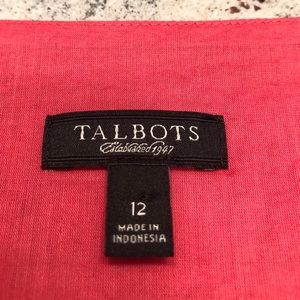 TALBOTS
Established 1947
12
MADE IN
INDONESIA